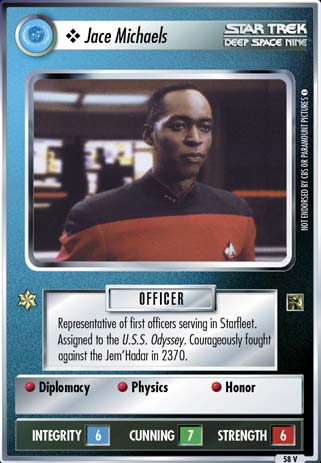 ❖ Jace Michaels
STAR TREK
DEEP SPACE NINE
NOT ENDORSED BY CBS OR PARAMOUNT PICTURES
OFFICER
Representative of first officers serving in Starfleet.
Assigned to the U.S.S. Odyssey. Courageously fought
against the Jem'Hadar in 2370.
Diplomacy Physics Honor
INTEGRITY 6 CUNNING 7 STRENGTH 6
58 V